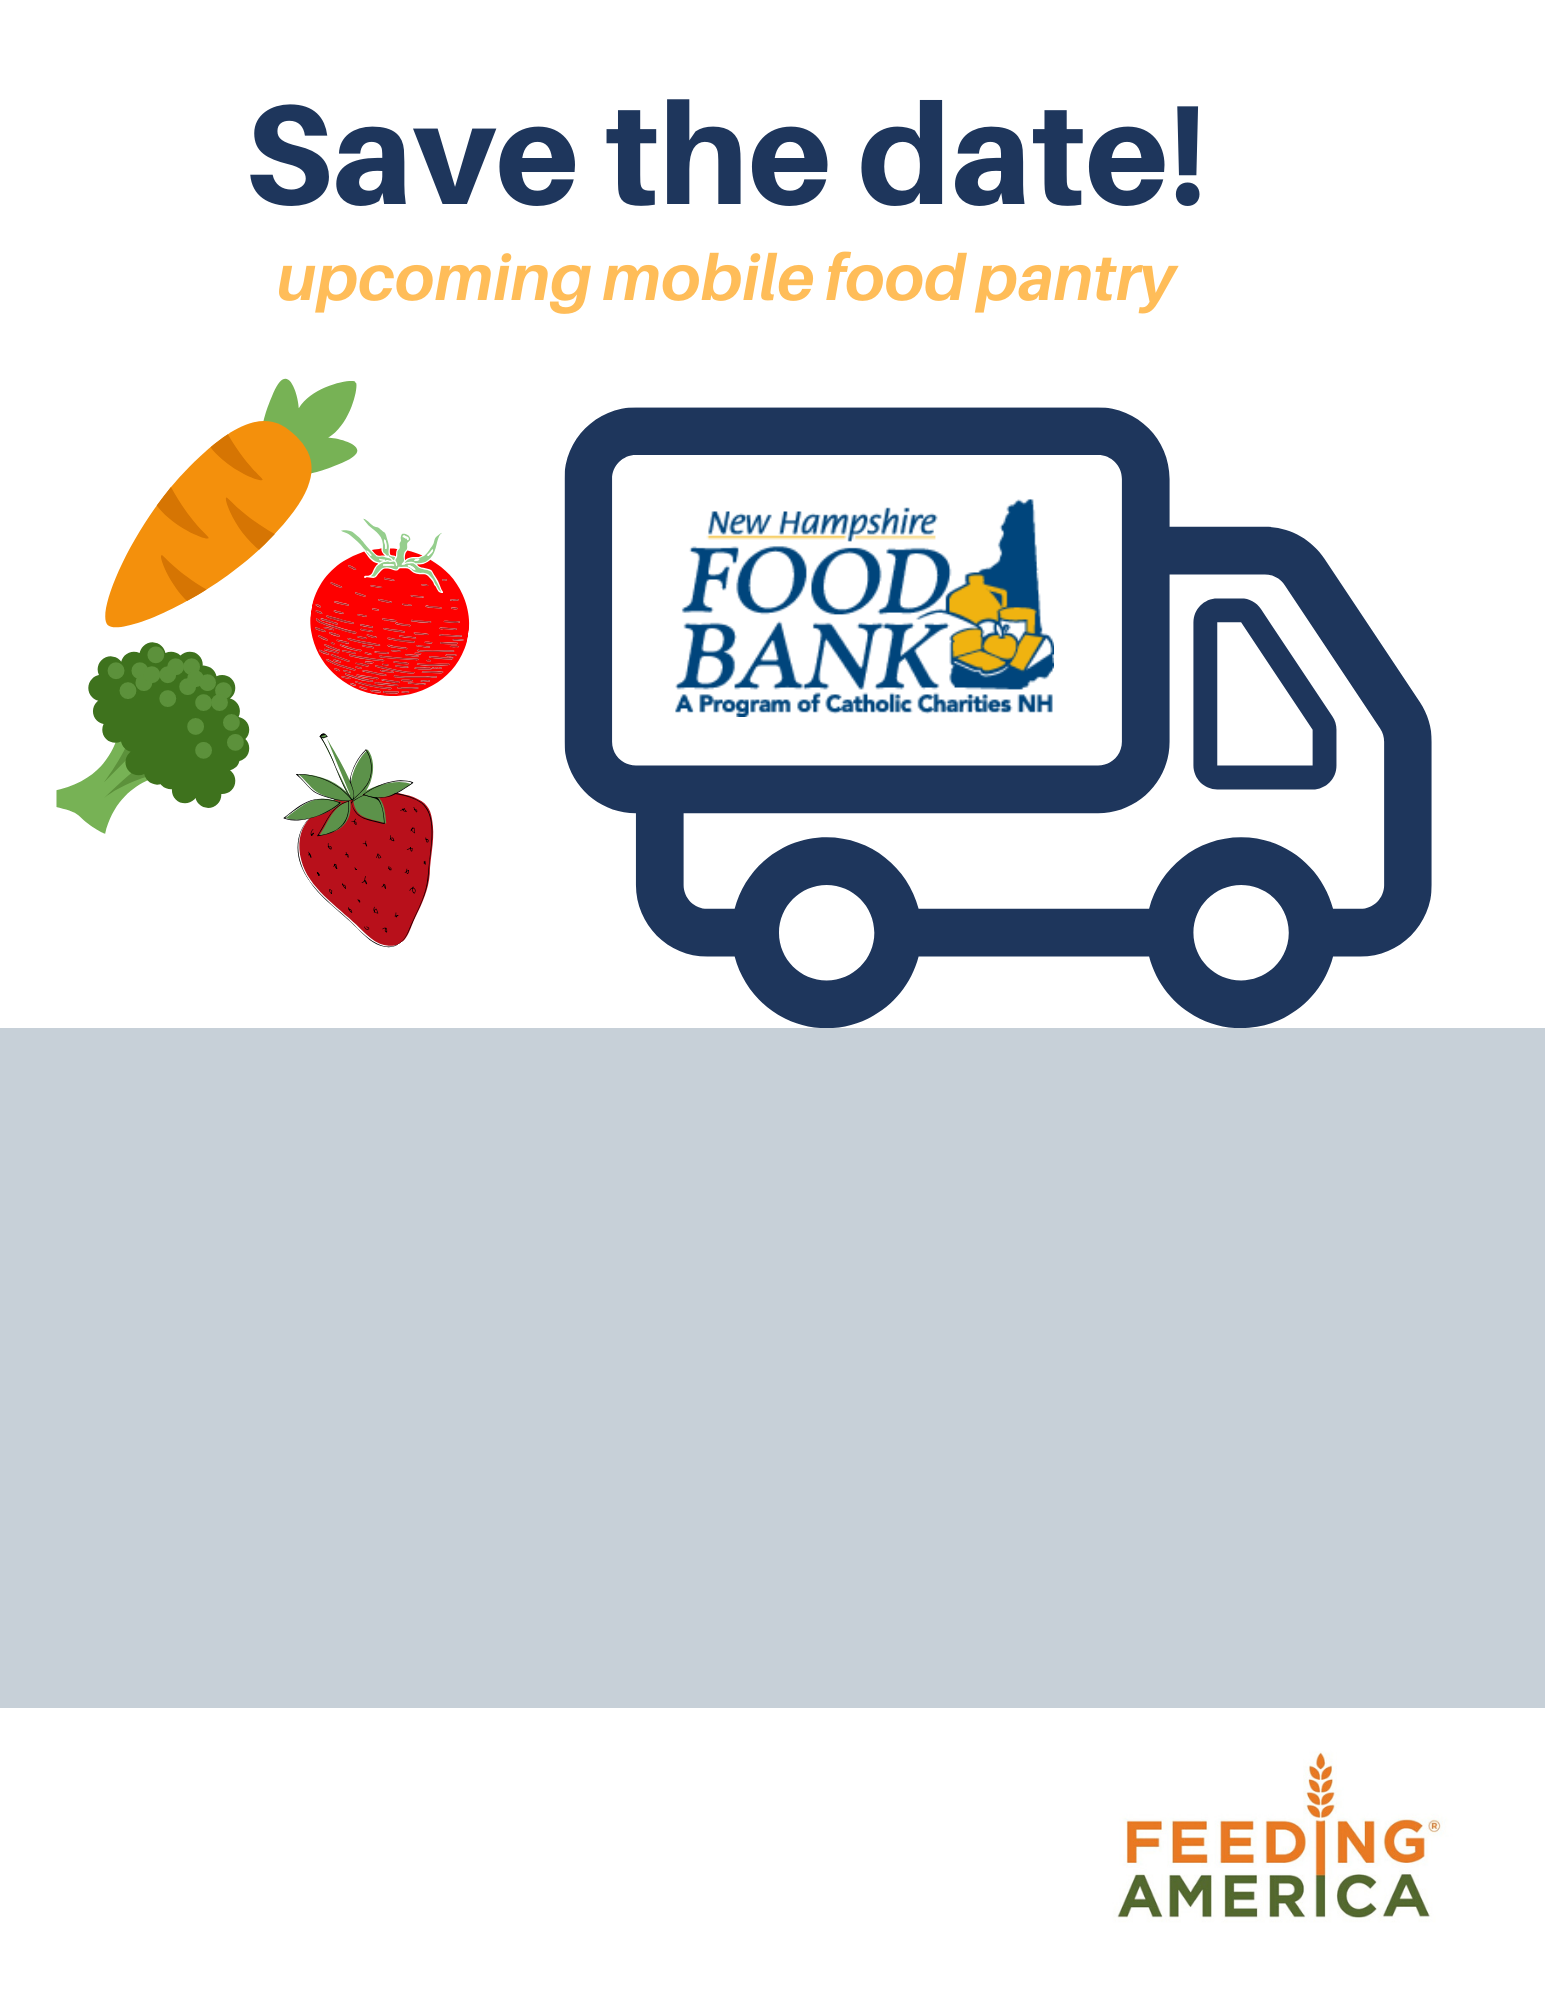 Save the date!
upcoming mobile food pantry
New Hampshire
FOOD
BANK
A Program of Catholic Charities NH
FEEDING®
AMERICA